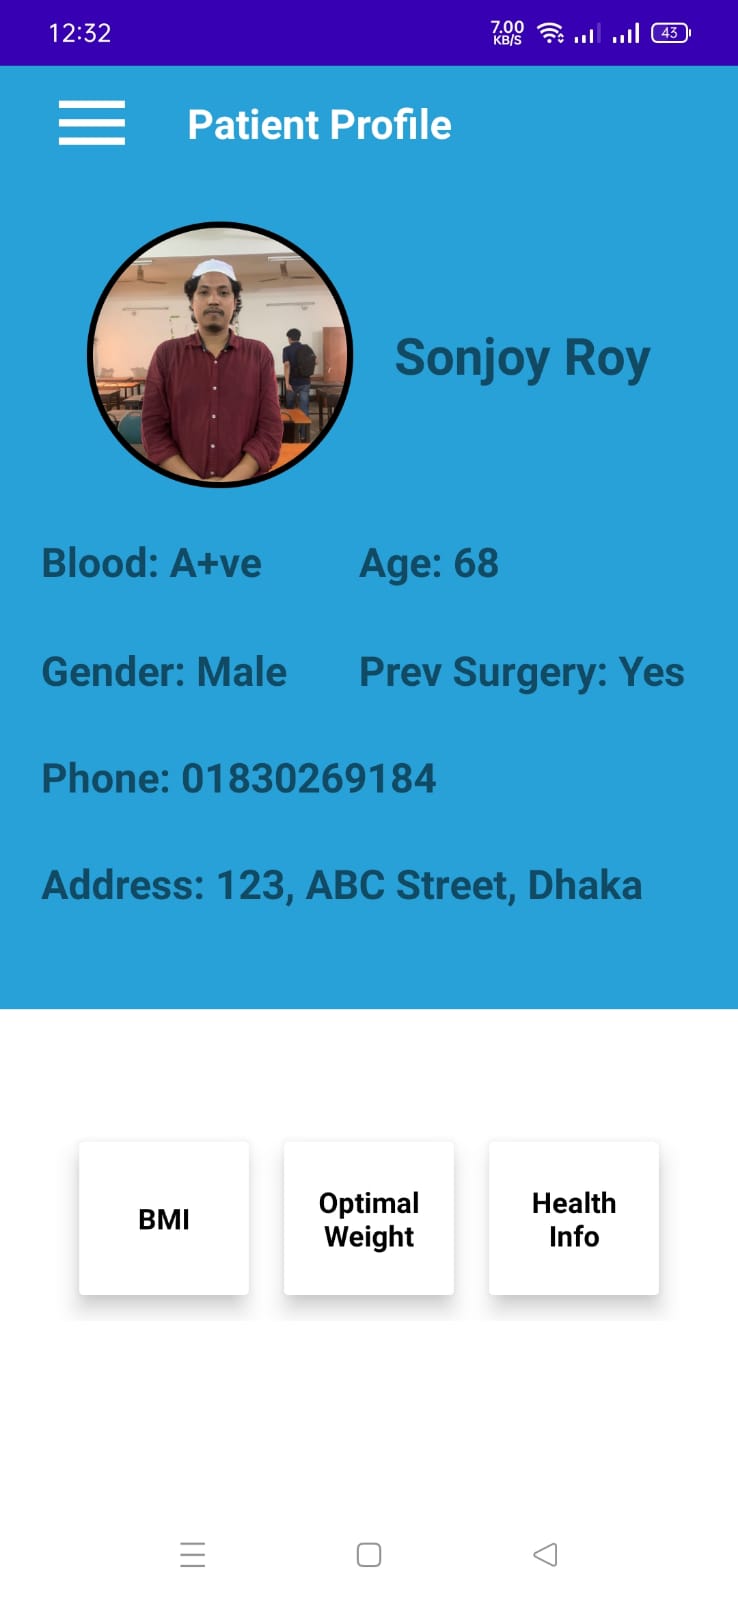 12:32
7.00
KB/S
43
Patient Profile
Sonjoy Roy
Blood: A+ve
Age: 68
Gender: Male
Prev Surgery: Yes
Phone: 01830269184
Address: 123, ABC Street, Dhaka
BMI
Optimal
Weight
Health
Info